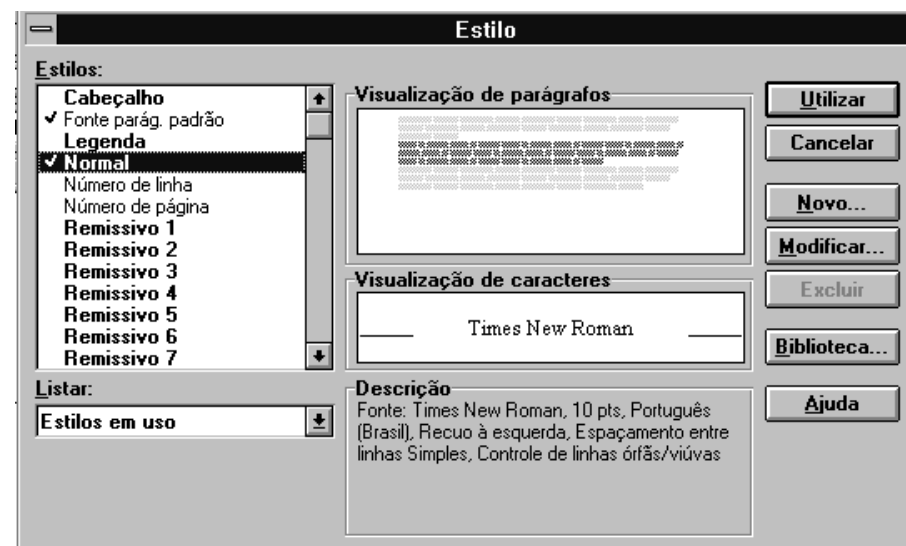 Estilo
Estilos:
Cabeçalho
Fonte parág. padrão
Legenda
Normal
Número de linha
Número de página
Remissivo 1
Remissivo 2
Remissivo 3
Remissivo 4
Remissivo 5
Remissivo 6
Remissivo 7
Listar:
Estilos em uso
Visualização de parágrafos
Visualização de caracteres
Times New Roman
Descrição
Fonte: Times New Roman, 10 pts, Português
(Brasil), Recuo à esquerda, Espaçamento entre
linhas Simples, Controle de linhas órfãs/viúvas
Utilizar
Cancelar
Novo...
Modificar...
Excluir
Biblioteca...
Ajuda